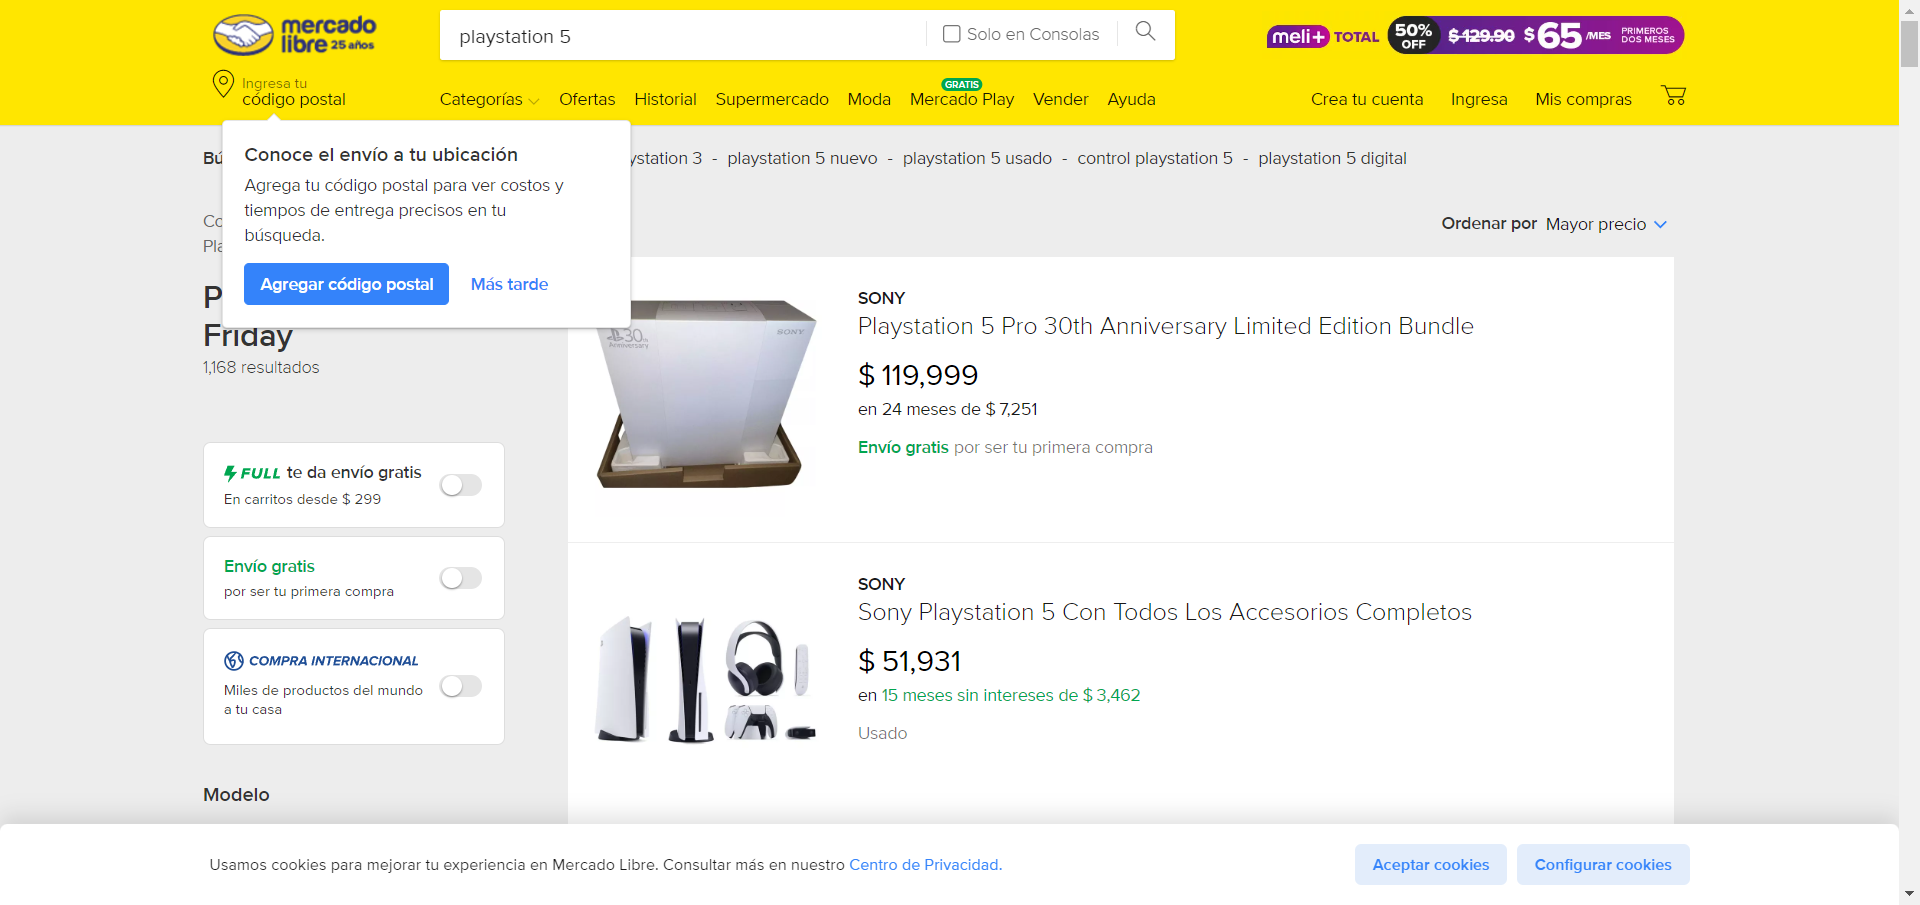 mercado
libre 25 años
playstation 5
Solo en Consolas
meli+ TOTAL
50%
OFF
$129.90 $65 /MES
PRIMEROS
DOS MESES
Ingresa tu
código postal
Categorías
Ofertas
Historial
Supermercado
Moda
GRATIS
Mercado Play
Vender
Ayuda
Crea tu cuenta
Ingresa
Mis compras
Conoce el envío a tu ubicación
Agrega tu código postal para ver costos y
tiempos de entrega precisos en tu
búsqueda.
Agregar código postal
Más tarde
Bú
ystation 3 - playstation 5 nuevo - playstation 5 usado - control playstation 5 - playstation 5 digital
Co
Pla
P
Friday
1,168 resultados
Ordenar por Mayor precio
FULL te da envío gratis
En carritos desde $ 299
Envío gratis
por ser tu primera compra
COMPRA INTERNACIONAL
Miles de productos del mundo
a tu casa
Modelo
30th
Anniversary
SONY
SONY
Playstation 5 Pro 30th Anniversary Limited Edition Bundle
$ 119,999
en 24 meses de $ 7,251
Envío gratis por ser tu primera compra
SONY
Sony Playstation 5 Con Todos Los Accesorios Completos
$ 51,931
en 15 meses sin intereses de $ 3,462
Usado
Usamos cookies para mejorar tu experiencia en Mercado Libre. Consultar más en nuestro Centro de Privacidad.
Aceptar cookies
Configurar cookies